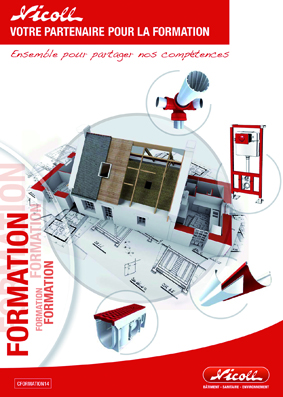 Nicoll
VOTRE PARTENAIRE POUR LA FORMATION
Ensemble pour partager nos compétences
FORMATION
FORMATION
FORMATION
FORMATION
FORMATION
Nicoll
BÂTIMENT - SANITAIRE - ENVIRONNEMENT
CFORMATION14